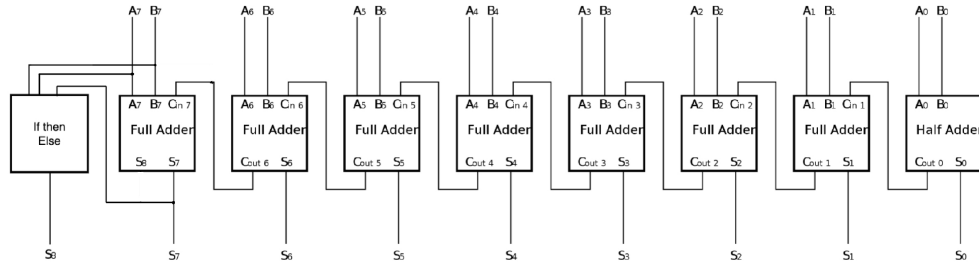 A7 B7 A6 B6 A5 B5 A4 B4 A3 B3 A2 B2 A1 B1 A0 B0
A7 B7 Cin 7 A6 B6 Cin 6 A5 B5 Cin 5 A4 B4 Cin 4 A3 B3 Cin 3 A2 B2 Cin 2 A1 B1 Cin 1 A0 B0
If then
Else
Full Adder Full Adder Full Adder Full Adder Full Adder Full Adder Full Adder Half Adder
S8 S7 Cout 6 S6 Cout 5 S5 Cout 4 S4 Cout 3 S3 Cout 2 S2 Cout 1 S1 Cout 0 S0
S8 S7 S6 S5 S4 S3 S2 S1 S0